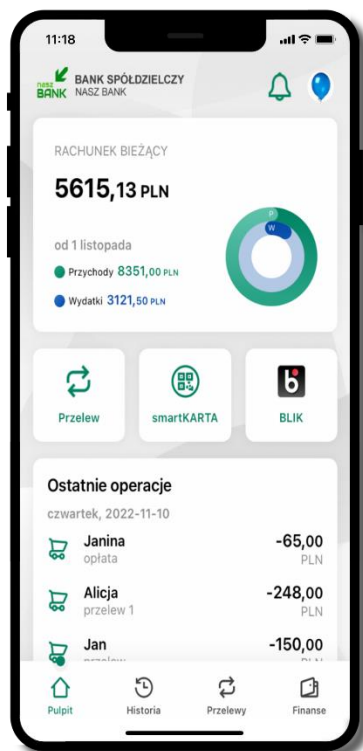 11:18
nasz BANK
BANK SPÓŁDZIELCZY
NASZ BANK
RACHUNEK BIEŻĄCY
5615,13 PLN
od 1 listopada
Przychody 8351,00 PLN
Wydatki 3121,50 PLN
P
W
Przelew
smartKARTA
BLIK
Ostatnie operacje
czwartek, 2022-11-10
Janina -65,00
opłata PLN
Alicja -248,00
przelew 1 PLN
Jan -150,00
Pulpit Historia Przelewy Finanse